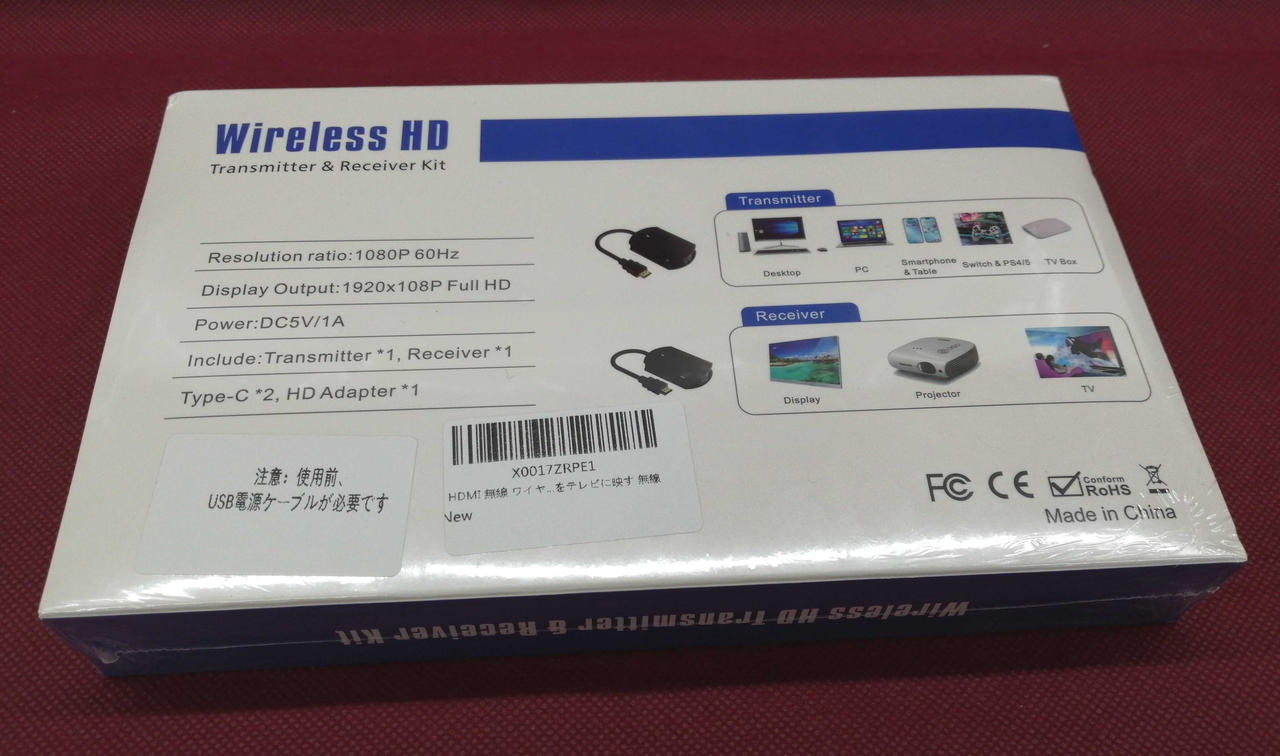 Wireless HD
Transmitter & Receiver Kit
Resolution ratio:1080P 60Hz
Display Output:1920x108P Full HD
Power:DC5V/1A
Include:Transmitter *1, Receiver *1
Type-C *2, HD Adapter *1
Transmitter
Desktop
PC
Smartphone
& Table
Switch & PS4/5
TV Box
Receiver
Display
Projector
TV
注意：使用前、
USB電源ケーブルが必要です
X0017ZRPE1
HDMI 無線 ワイヤ...をテレビに映す 無線
New
FC CE
Conform
RoHS
Made in China
Wireless HD Transmitter & Receiver Kit